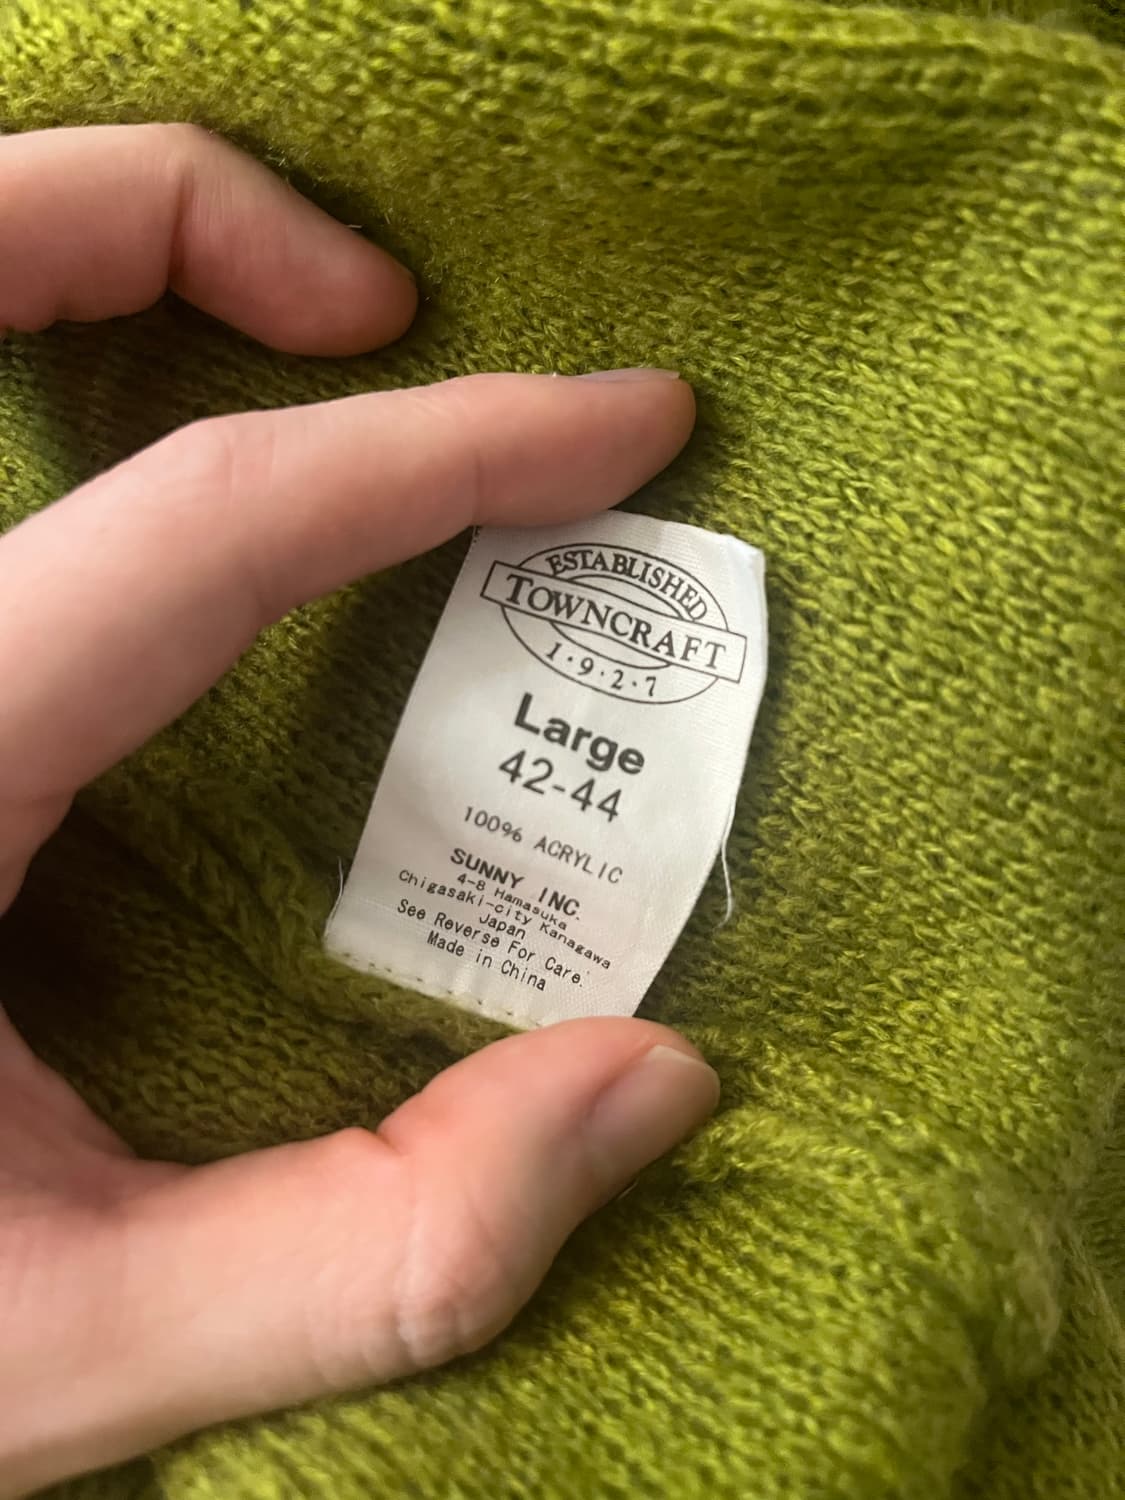 ESTABLISHED
TOWNCRAFT
1·9·2·7
Large
42-44
100% ACRYLIC
SUNNY INC.
4-8 Hamasuka
Chigasaki-city Kanagawa
Japan
See Reverse For Care.
Made in China